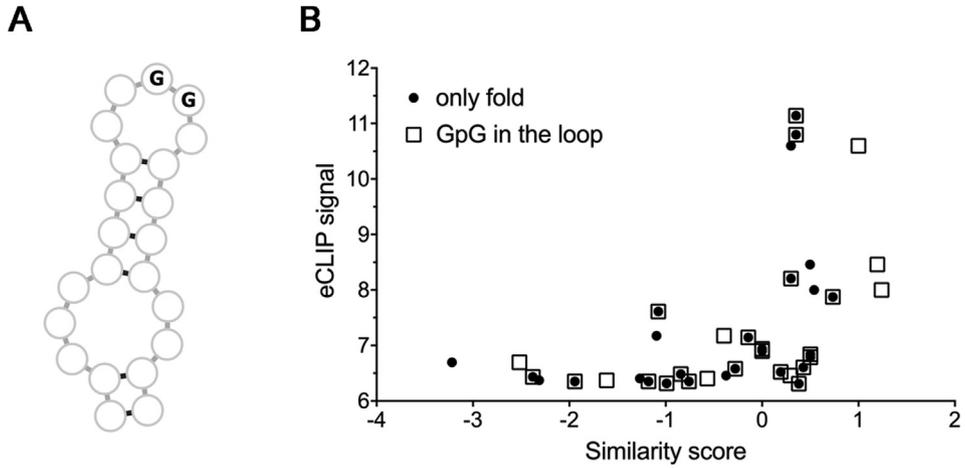 A
B
G
G
12
11
10
9
8
7
6
eCLIP signal
only fold
GpG in the loop
-4
-3
-2
-1
0
1
2
Similarity score